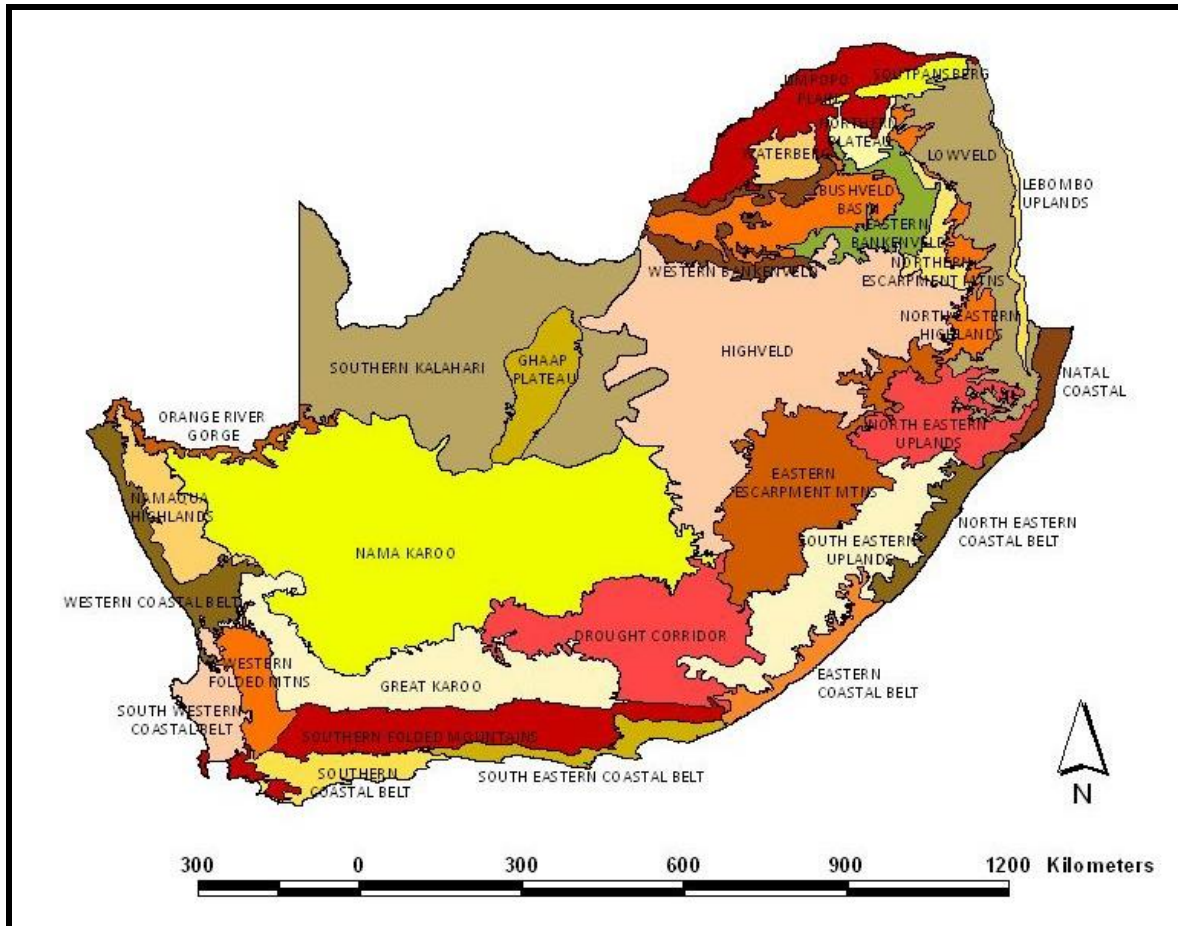 LIMPOPO
PLAIN
SOUTPANSBERG
NORTHERN
PLATEAU
WATERBERG
LOWVELD
LEBOMBO
UPLANDS
BUSHVELD
BASIN
EASTERN
BANKENVELD
WESTERN BANKENVELD
NORTHERN
ESCARPMENT MTNS
NORTH EASTERN
HIGHLANDS
HIGHVELD
SOUTHERN KALAHARI
GHAAP
PLATEAU
NATAL
COASTAL
ORANGE RIVER
GORGE
NORTH EASTERN
UPLANDS
EASTERN
ESCARPMENT MTNS
NAMAQUA
HIGHLANDS
NAMA KAROO
NORTH EASTERN
COASTAL BELT
SOUTH EASTERN
UPLANDS
WESTERN COASTAL BELT
DROUGHT CORRIDOR
WESTERN
FOLDED MTNS
GREAT KAROO
EASTERN
COASTAL BELT
SOUTH WESTERN
COASTAL BELT
SOUTHERN FOLDED MOUNTAINS
SOUTHERN
COASTAL BELT
SOUTH EASTERN COASTAL BELT
N
300 0 300 600 900 1200 Kilometers